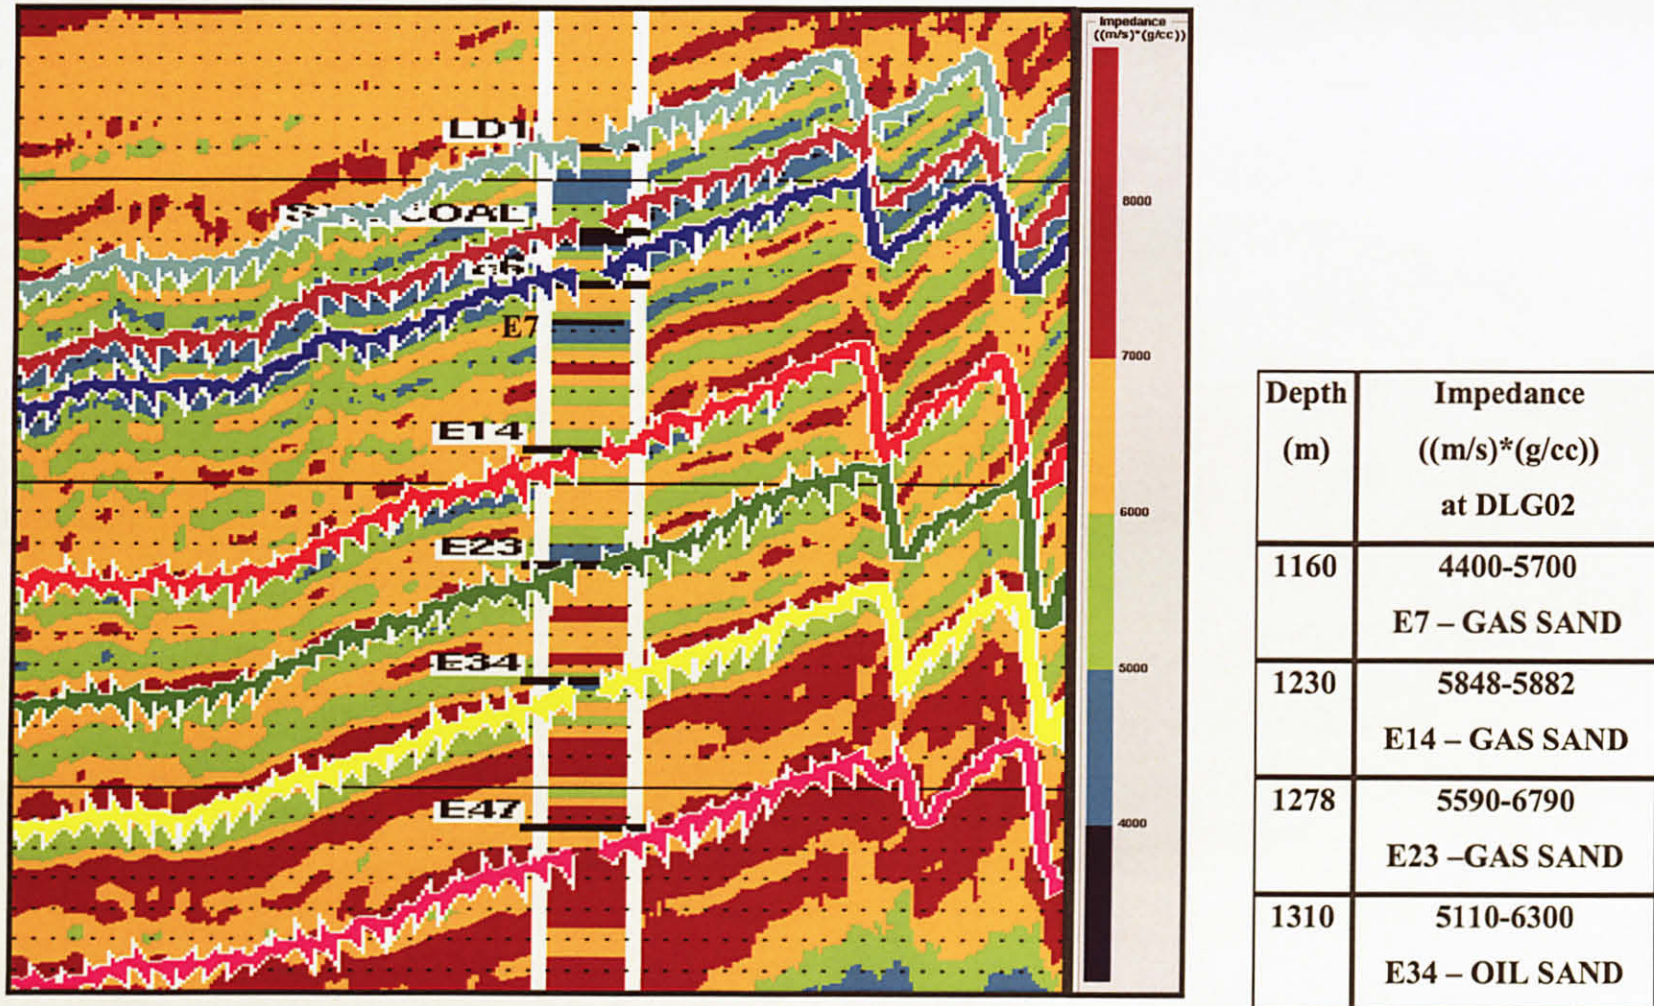 LD1
COAL
E7
E14
E23
E34
E47
Impedance
((m/s)*(g/cc))
8000
7000
6000
5000
4000
Depth
(m)
Impedance
((m/s)*(g/cc))
at DLG02
1160
4400-5700
E7 – GAS SAND
1230
5848-5882
E14 – GAS SAND
1278
5590-6790
E23 –GAS SAND
1310
5110-6300
E34 – OIL SAND